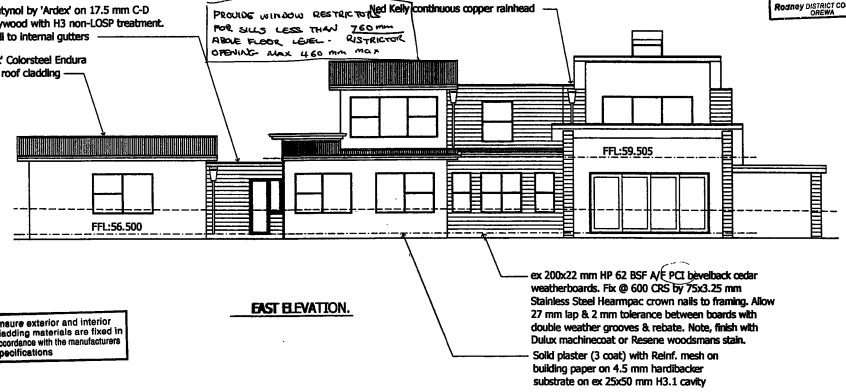 utynol by 'Ardex' on 17.5 mm C-D
ywood with H3 non-LOSP treatment.
ll to internal gutters
' Colorsteel Endura
roof cladding
PROVIDE WINDOW RESTRICTORS
FOR SILLS LESS THAN 760mm
ABOVE FLOOR LEVEL. RISTRICTOR
OPENING MAX 460 mm max
Ned Kelly continuous copper rainhead
Rodney DISTRICT CO
OREWA
FFL:59.505
FFL:56.500
EAST ELEVATION.
nsure exterior and interior
ladding materials are fixed in
ccordance with the manufacturers
pecifications
ex 200x22 mm HP 62 BSF A/F PCI bevelback cedar
weatherboards. Fix @ 600 CRS by 75x3.25 mm
Stainless Steel Hearmpac crown nails to framing. Allow
27 mm lap & 2 mm tolerance between boards with
double weather grooves & rebate. Note, finish with
Dulux machinecoat or Resene woodsmans stain.
Solid plaster (3 coat) with Reinf. mesh on
building paper on 4.5 mm hardibacker
substrate on ex 25x50 mm H3.1 cavity